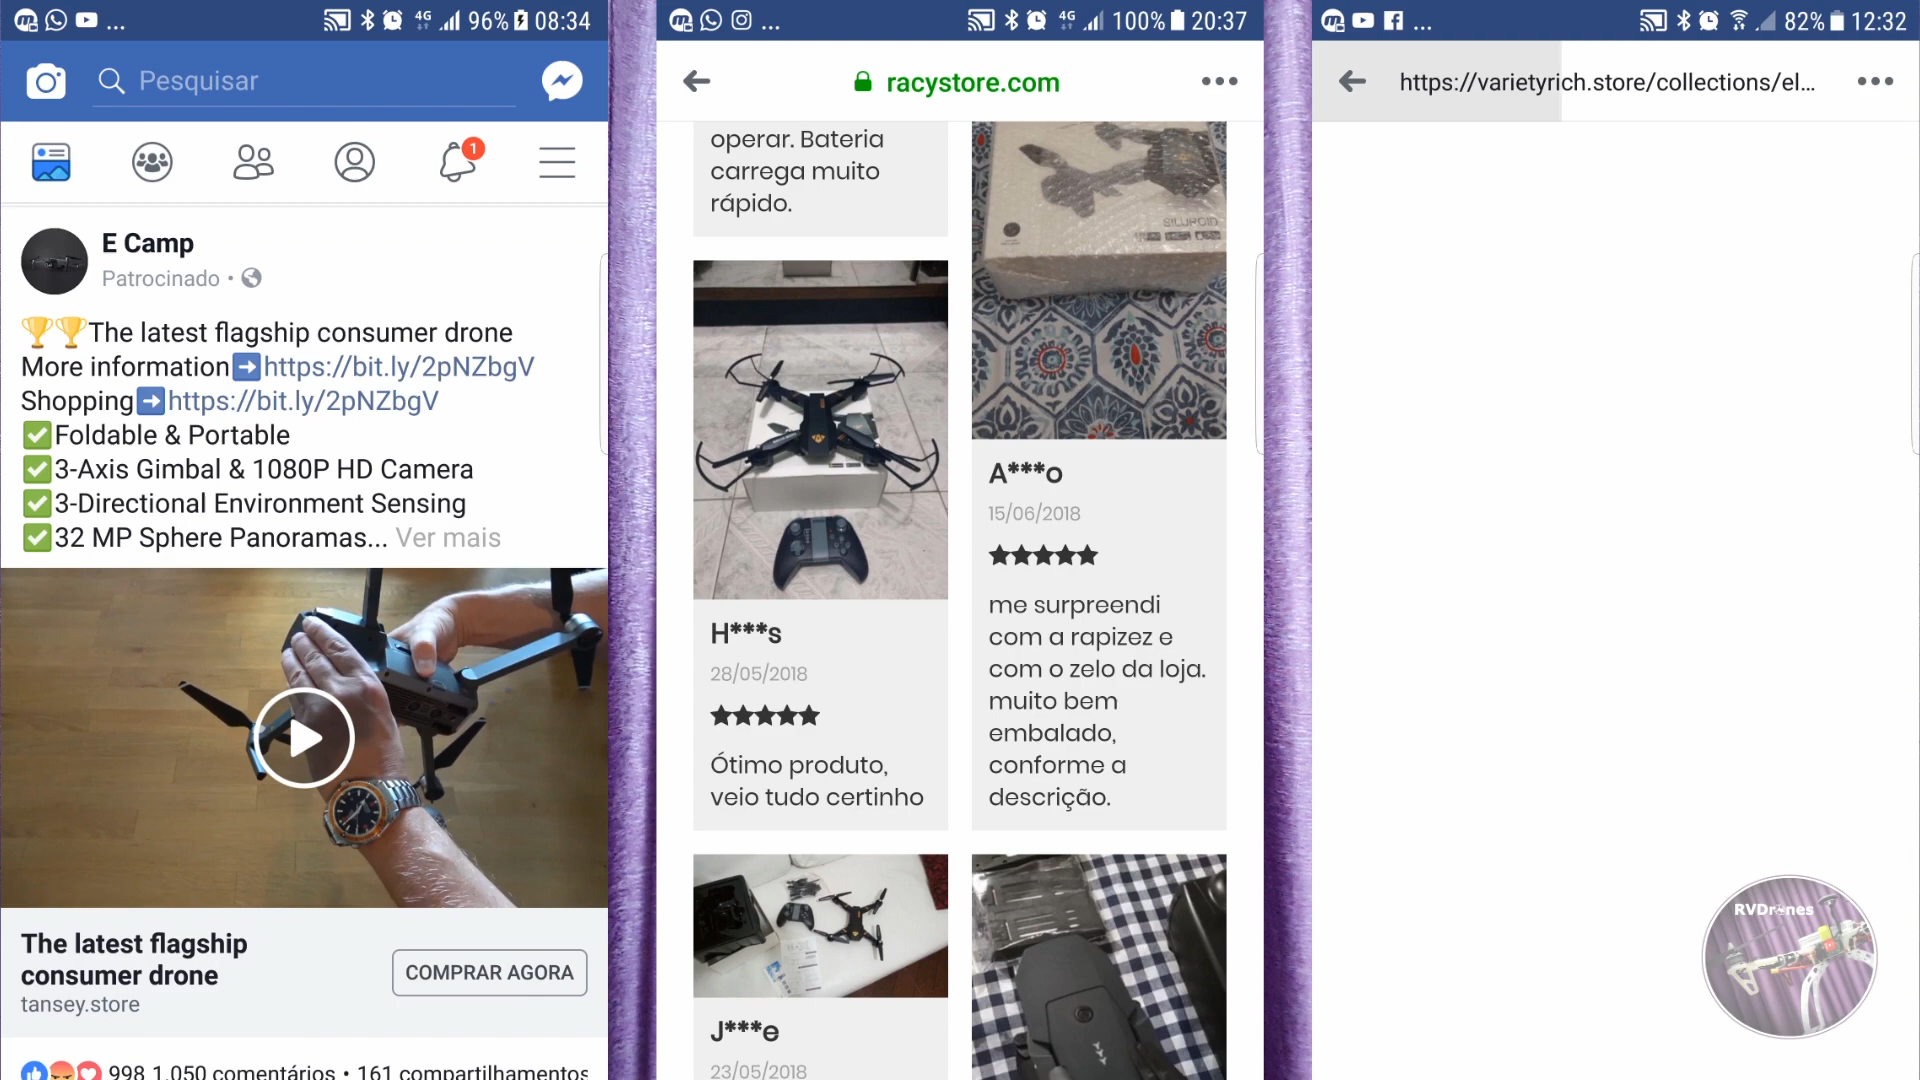 ... 4G 96% 08:34
Pesquisar
1
E Camp
Patrocinado •
🏆🏆The latest flagship consumer drone
More information➡https://bit.ly/2pNZbgV
Shopping➡https://bit.ly/2pNZbgV
✅Foldable & Portable
✅3-Axis Gimbal & 1080P HD Camera
✅3-Directional Environment Sensing
✅32 MP Sphere Panoramas... Ver mais
The latest flagship
consumer drone
tansey.store
COMPRAR AGORA
998 1.050 comentários • 161 compartilhamentos
... 4G 100% 20:37
racystore.com
operar. Bateria
carrega muito
rápido.
H***s
28/05/2018
★★★★★
Ótimo produto,
veio tudo certinho
J***e
23/05/2018
SILUROID
A***o
15/06/2018
★★★★★
me surpreendi
com a rapizez e
com o zelo da loja.
muito bem
embalado,
conforme a
descrição.
... 82% 12:32
https://varietyrich.store/collections/el...
RVDrones